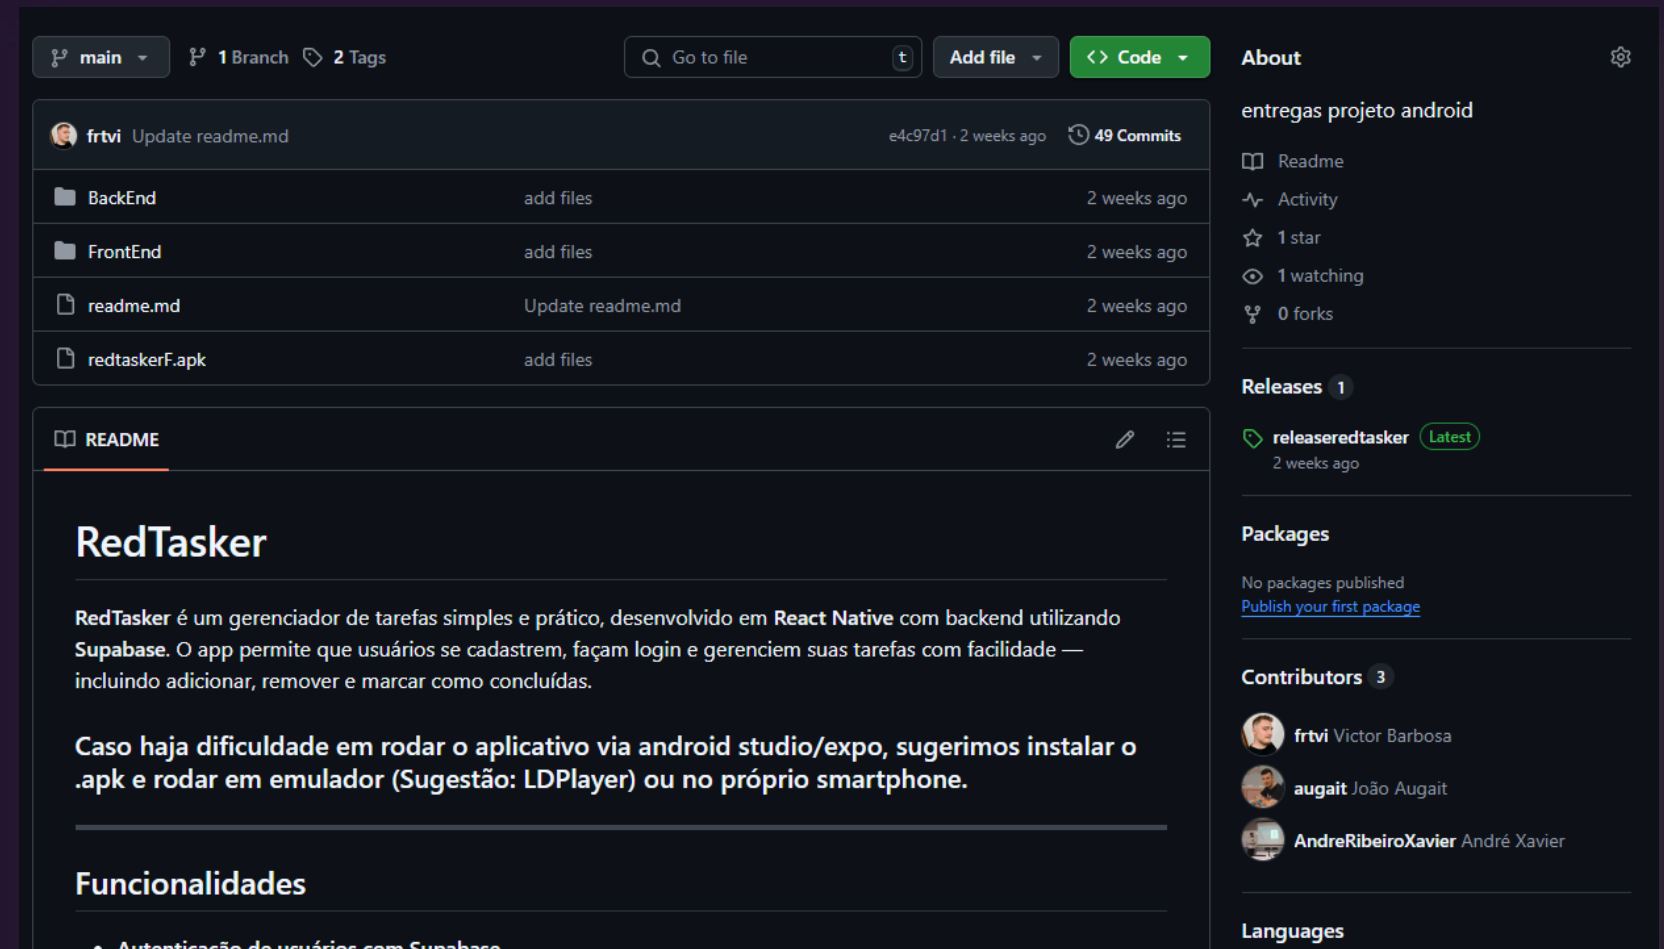 main
1 Branch
2 Tags
Go to file
t
Add file
Code
frtvi Update readme.md
e4c97d1 · 2 weeks ago
49 Commits
BackEnd
add files
2 weeks ago
FrontEnd
add files
2 weeks ago
readme.md
Update readme.md
2 weeks ago
redtaskerF.apk
add files
2 weeks ago
README
RedTasker
RedTasker é um gerenciador de tarefas simples e prático, desenvolvido em React Native com backend utilizando
Supabase. O app permite que usuários se cadastrem, façam login e gerenciem suas tarefas com facilidade —
incluindo adicionar, remover e marcar como concluídas.
Caso haja dificuldade em rodar o aplicativo via android studio/expo, sugerimos instalar o
.apk e rodar em emulador (Sugestão: LDPlayer) ou no próprio smartphone.
Funcionalidades
• Autenticação de usuários com Supabase
About
entregas projeto android
Readme
Activity
1 star
1 watching
0 forks
Releases 1
releaseredtasker Latest
2 weeks ago
Packages
No packages published
Publish your first package
Contributors 3
frtvi Victor Barbosa
augait João Augait
AndreRibeiroXavier André Xavier
Languages